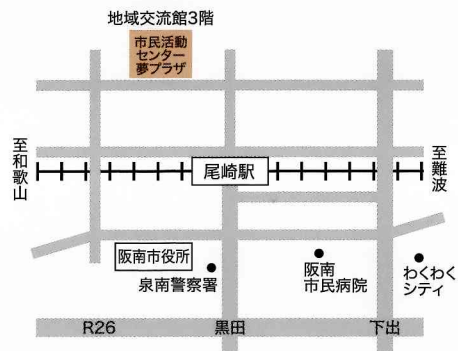 地域交流館3階
市民活動
センター
夢プラザ
至和歌山
尾崎駅
至難波
阪南市役所
泉南警察署
阪南
市民病院
わくわく
シティ
R26
黒田
下出